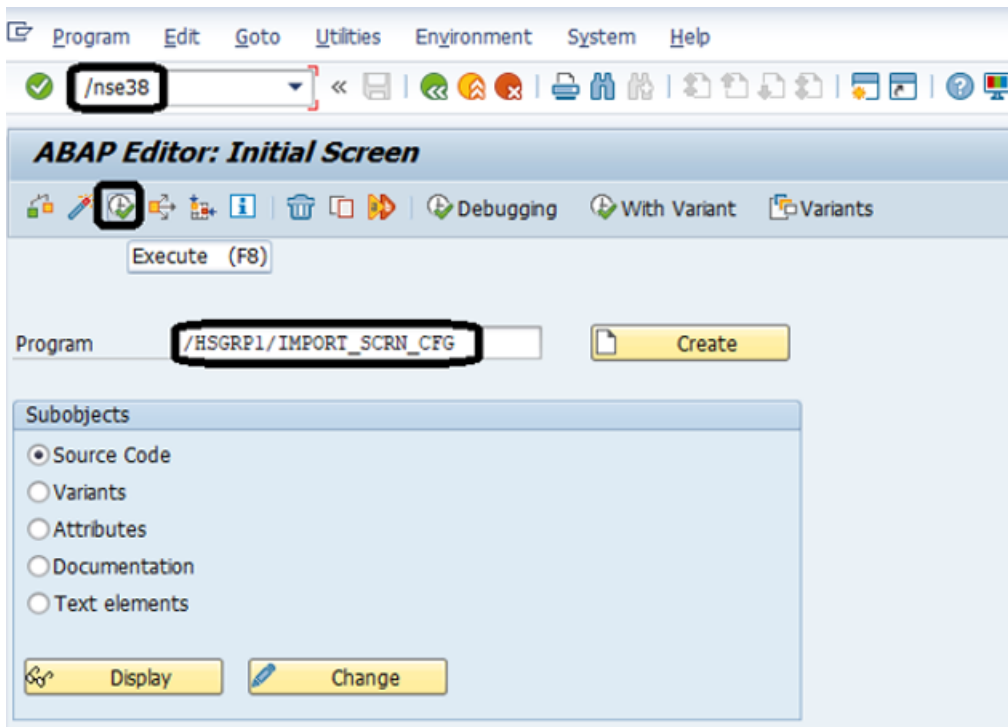 Program Edit Goto Utilities Environment System Help
/nse38
ABAP Editor: Initial Screen
Debugging With Variant Variants
Execute (F8)
Program /HSGRP1/IMPORT_SCRN_CFG Create
Subobjects
Source Code
Variants
Attributes
Documentation
Text elements
Display Change